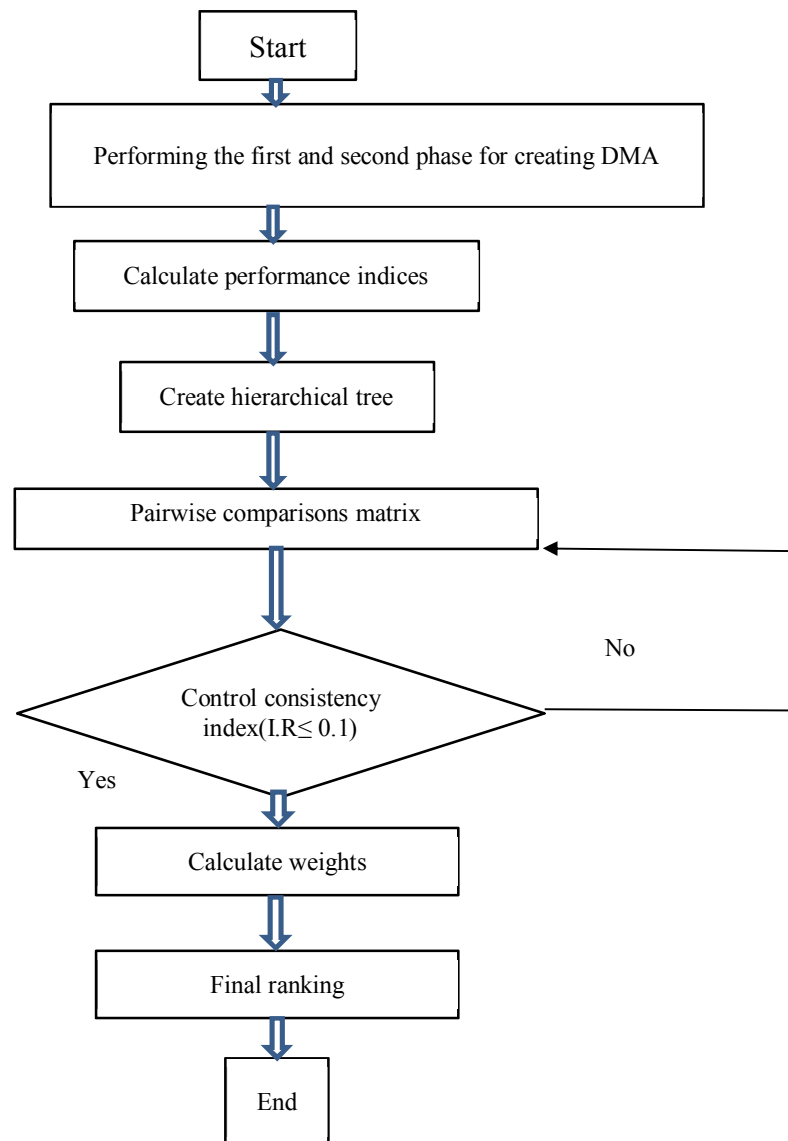 Start
Performing the first and second phase for creating DMA
Calculate performance indices
Create hierarchical tree
Pairwise comparisons matrix
No
Control consistency
index(I.R≤ 0.1)
Yes
Calculate weights
Final ranking
End